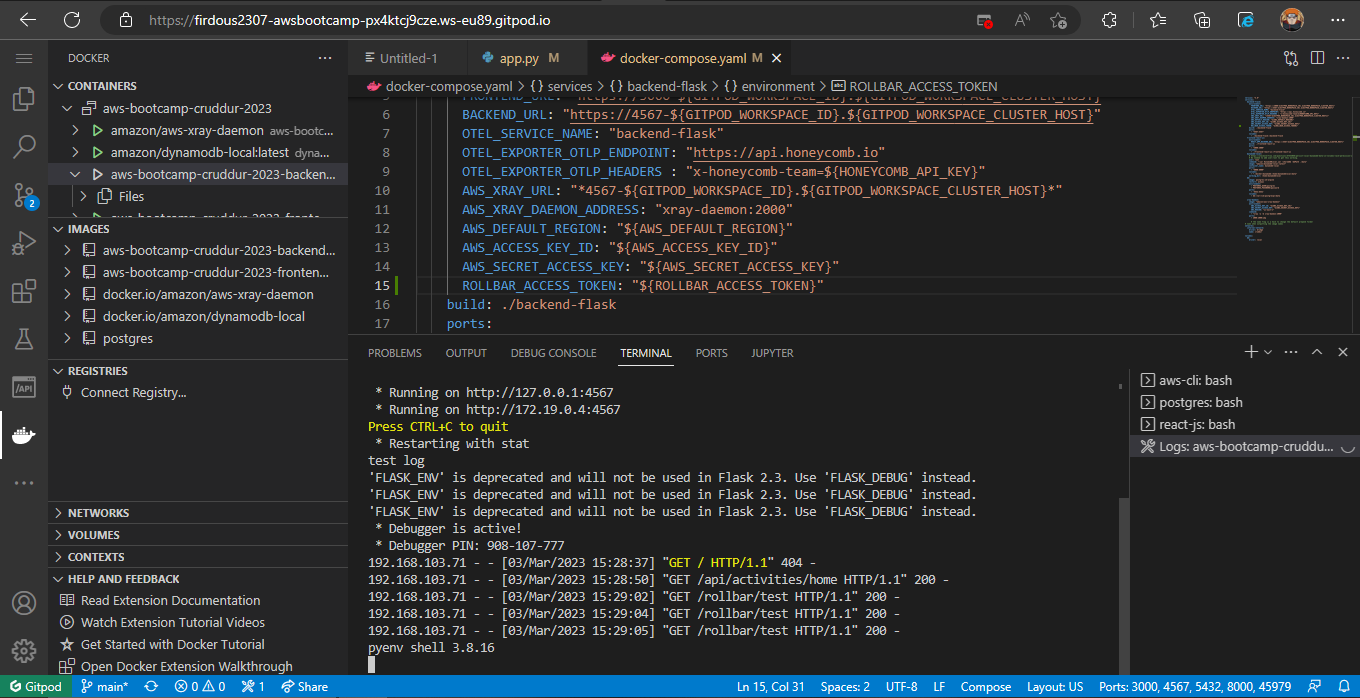 https://firdous2307-awsbootcamp-px4ktcj9cze.ws-eu89.gitpod.io
DOCKER
CONTAINERS
aws-bootcamp-cruddur-2023
amazon/aws-xray-daemon aws-bootc...
amazon/dynamodb-local:latest dyna...
aws-bootcamp-cruddur-2023-backen...
Files
aws-bootcamp-cruddur-2023-fronte...
IMAGES
aws-bootcamp-cruddur-2023-backend...
aws-bootcamp-cruddur-2023-fronten...
docker.io/amazon/aws-xray-daemon
docker.io/amazon/dynamodb-local
postgres
REGISTRIES
Connect Registry...
NETWORKS
VOLUMES
CONTEXTS
HELP AND FEEDBACK
Read Extension Documentation
Watch Extension Tutorial Videos
Get Started with Docker Tutorial
Open Docker Extension Walkthrough
2
/API
Untitled-1
app.py M
docker-compose.yaml M
docker-compose.yaml > {} services > {} backend-flask > {} environment > ROLLBAR_ACCESS_TOKEN
5 FRONTEND_URL: "https://3000-${GITPOD_WORKSPACE_ID}.${GITPOD_WORKSPACE_CLUSTER_HOST}"
6 BACKEND_URL: "https://4567-${GITPOD_WORKSPACE_ID}.${GITPOD_WORKSPACE_CLUSTER_HOST}"
7 OTEL_SERVICE_NAME: "backend-flask"
8 OTEL_EXPORTER_OTLP_ENDPOINT: "https://api.honeycomb.io"
9 OTEL_EXPORTER_OTLP_HEADERS : "x-honeycomb-team=${HONEYCOMB_API_KEY}"
10 AWS_XRAY_URL: "*4567-${GITPOD_WORKSPACE_ID}.${GITPOD_WORKSPACE_CLUSTER_HOST}*"
11 AWS_XRAY_DAEMON_ADDRESS: "xray-daemon:2000"
12 AWS_DEFAULT_REGION: "${AWS_DEFAULT_REGION}"
13 AWS_ACCESS_KEY_ID: "${AWS_ACCESS_KEY_ID}"
14 AWS_SECRET_ACCESS_KEY: "${AWS_SECRET_ACCESS_KEY}"
15 ROLLBAR_ACCESS_TOKEN: "${ROLLBAR_ACCESS_TOKEN}"
16 build: ./backend-flask
17 ports:
PROBLEMS OUTPUT DEBUG CONSOLE TERMINAL PORTS JUPYTER
* Running on http://127.0.0.1:4567
* Running on http://172.19.0.4:4567
Press CTRL+C to quit
* Restarting with stat
test log
'FLASK_ENV' is deprecated and will not be used in Flask 2.3. Use 'FLASK_DEBUG' instead.
'FLASK_ENV' is deprecated and will not be used in Flask 2.3. Use 'FLASK_DEBUG' instead.
'FLASK_ENV' is deprecated and will not be used in Flask 2.3. Use 'FLASK_DEBUG' instead.
* Debugger is active!
* Debugger PIN: 908-107-777
192.168.103.71 - - [03/Mar/2023 15:28:37] "GET / HTTP/1.1" 404 -
192.168.103.71 - - [03/Mar/2023 15:28:50] "GET /api/activities/home HTTP/1.1" 200 -
192.168.103.71 - - [03/Mar/2023 15:29:02] "GET /rollbar/test HTTP/1.1" 200 -
192.168.103.71 - - [03/Mar/2023 15:29:04] "GET /rollbar/test HTTP/1.1" 200 -
192.168.103.71 - - [03/Mar/2023 15:29:05] "GET /rollbar/test HTTP/1.1" 200 -
pyenv shell 3.8.16
aws-cli: bash
postgres: bash
react-js: bash
Logs: aws-bootcamp-cruddu...
Gitpod main* 0 0 1 Share
Ln 15, Col 31 Spaces: 2 UTF-8 LF Compose Layout: US Ports: 3000, 4567, 5432, 8000, 45979